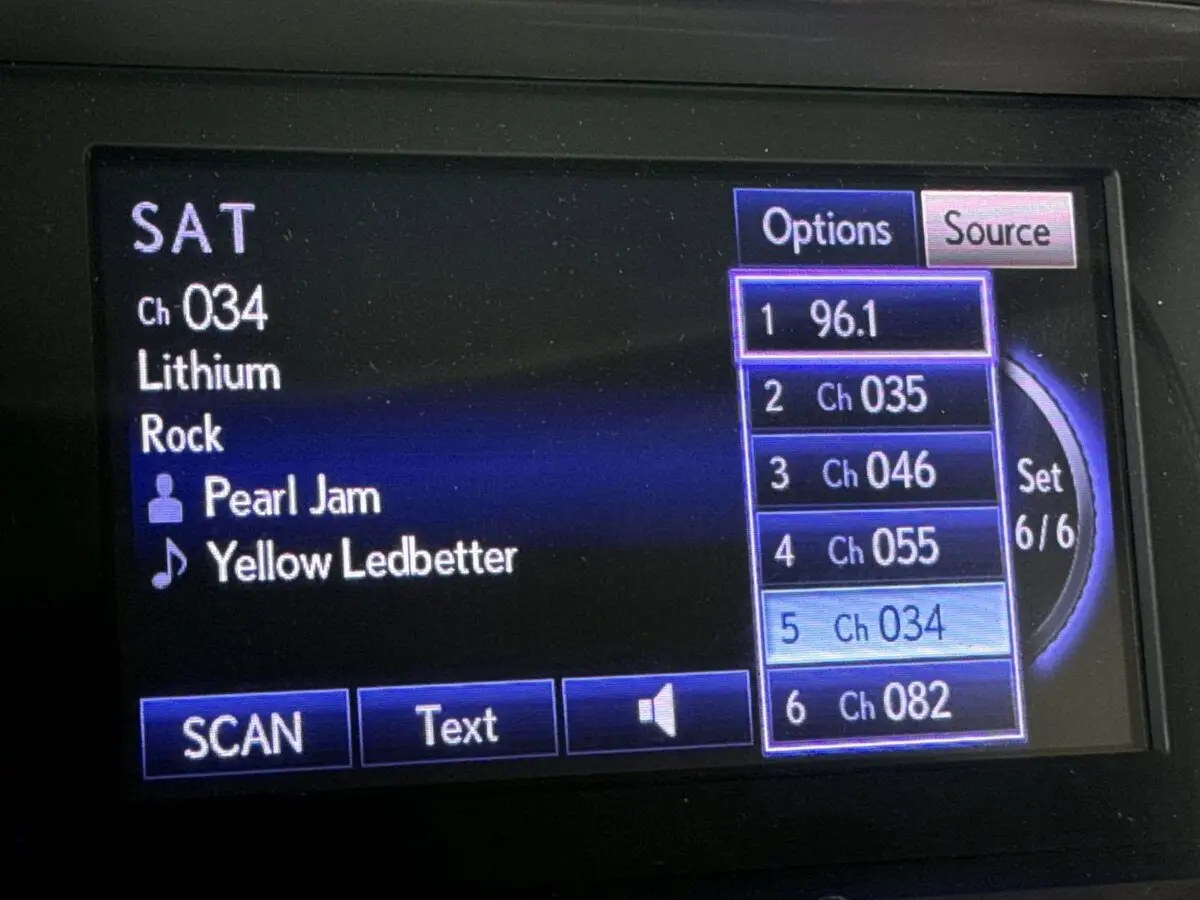 SAT
Ch 034
Lithium
Rock
Pearl Jam
Yellow Ledbetter
SCAN
Text
Options
Source
1 96.1
2 Ch 035
3 Ch 046
4 Ch 055
5 Ch 034
6 Ch 082
Set
6/6